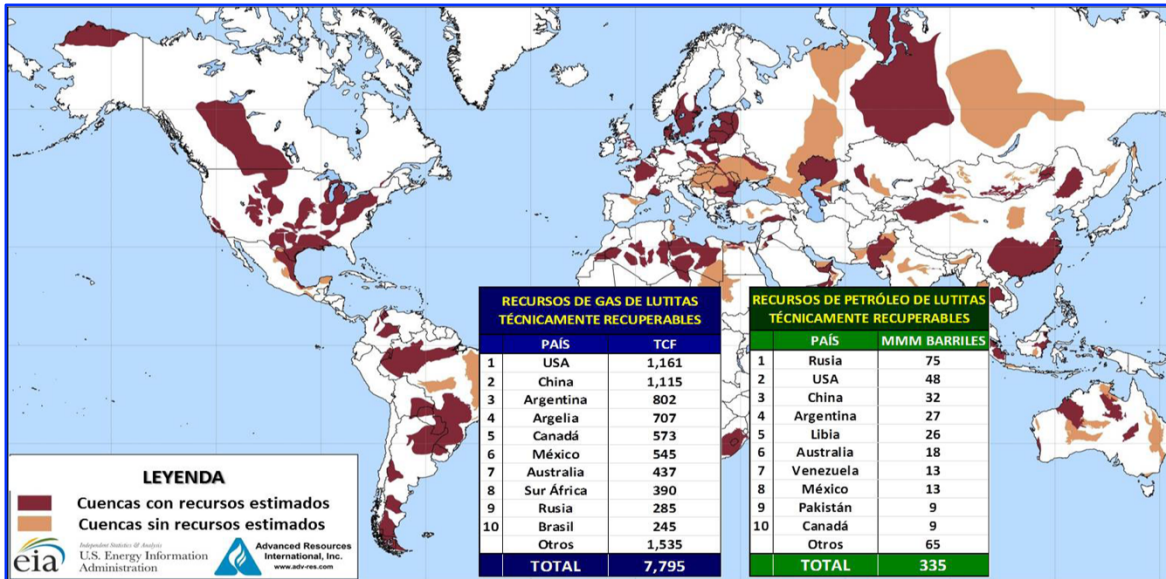 RECURSOS DE GAS DE LUTITAS
TÉCNICAMENTE RECUPERABLES
PAÍS TCF
1 USA 1,161
2 China 1,115
3 Argentina 802
4 Argelia 707
5 Canadá 573
6 México 545
7 Australia 437
8 Sur África 390
9 Rusia 285
10 Brasil 245
Otros 1,535
TOTAL 7,795
RECURSOS DE PETRÓLEO DE LUTITAS
TÉCNICAMENTE RECUPERABLES
PAÍS MMM BARRILES
1 Rusia 75
2 USA 48
3 China 32
4 Argentina 27
5 Libia 26
6 Australia 18
7 Venezuela 13
8 México 13
9 Pakistán 9
10 Canadá 9
Otros 65
TOTAL 335
LEYENDA
Cuencas con recursos estimados
Cuencas sin recursos estimados
eia
Independent Statistics & Analysis
U.S. Energy Information
Administration
Advanced Resources
International, Inc.
www.adv-res.com